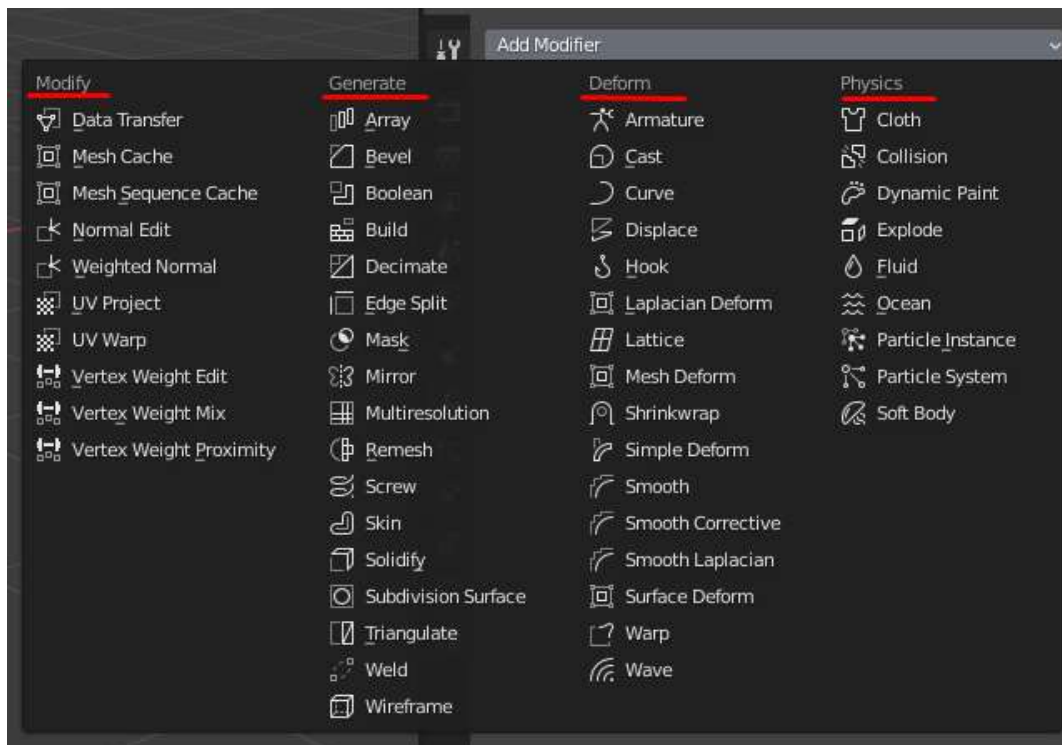 Add Modifier
Modify
Data Transfer
Mesh Cache
Mesh Sequence Cache
Normal Edit
Weighted Normal
UV Project
UV Warp
Vertex Weight Edit
Vertex Weight Mix
Vertex Weight Proximity
Generate
Array
Bevel
Boolean
Build
Decimate
Edge Split
Mask
Mirror
Multiresolution
Remesh
Screw
Skin
Solidify
Subdivision Surface
Triangulate
Weld
Wireframe
Deform
Armature
Cast
Curve
Displace
Hook
Laplacian Deform
Lattice
Mesh Deform
Shrinkwrap
Simple Deform
Smooth
Smooth Corrective
Smooth Laplacian
Surface Deform
Warp
Wave
Physics
Cloth
Collision
Dynamic Paint
Explode
Fluid
Ocean
Particle Instance
Particle System
Soft Body